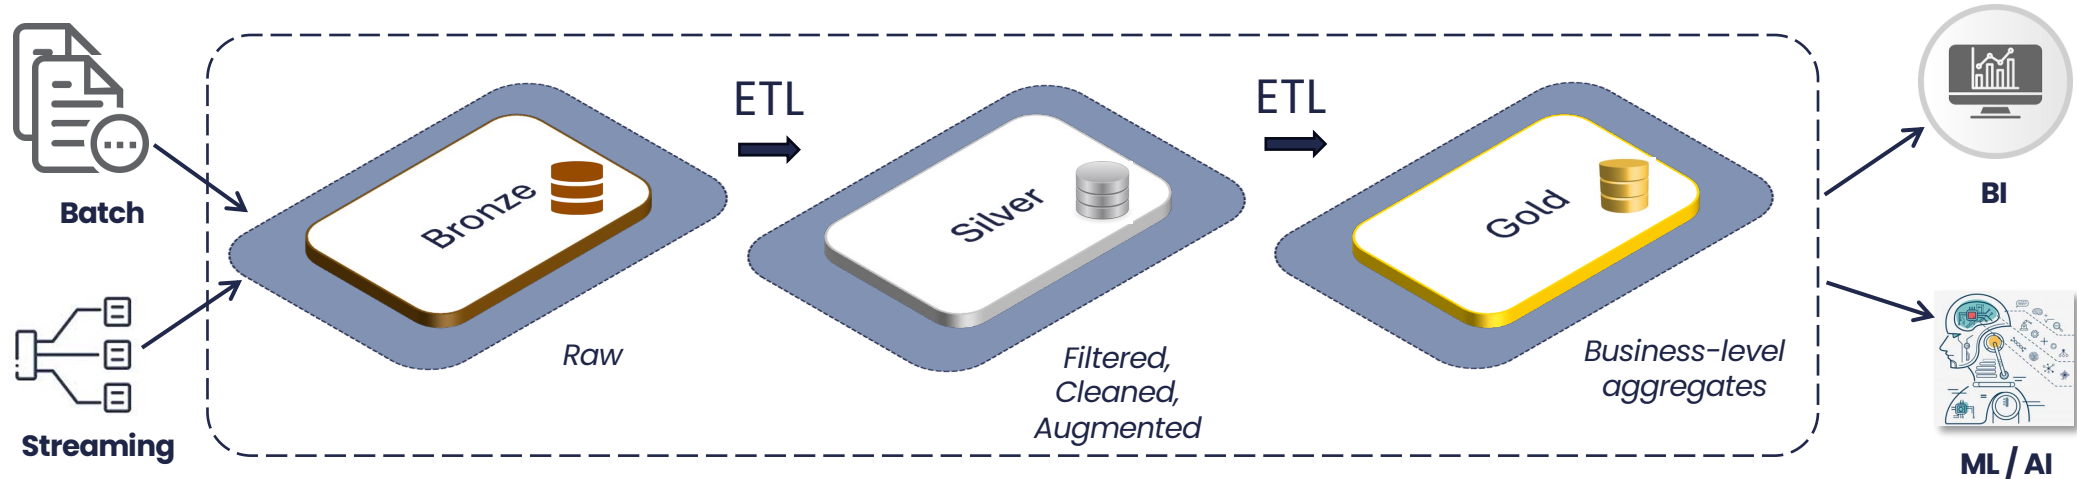 Batch
Streaming
Bronze
Raw
ETL
Silver
Filtered,
Cleaned,
Augmented
ETL
Gold
Business-level
aggregates
BI
ML / AI